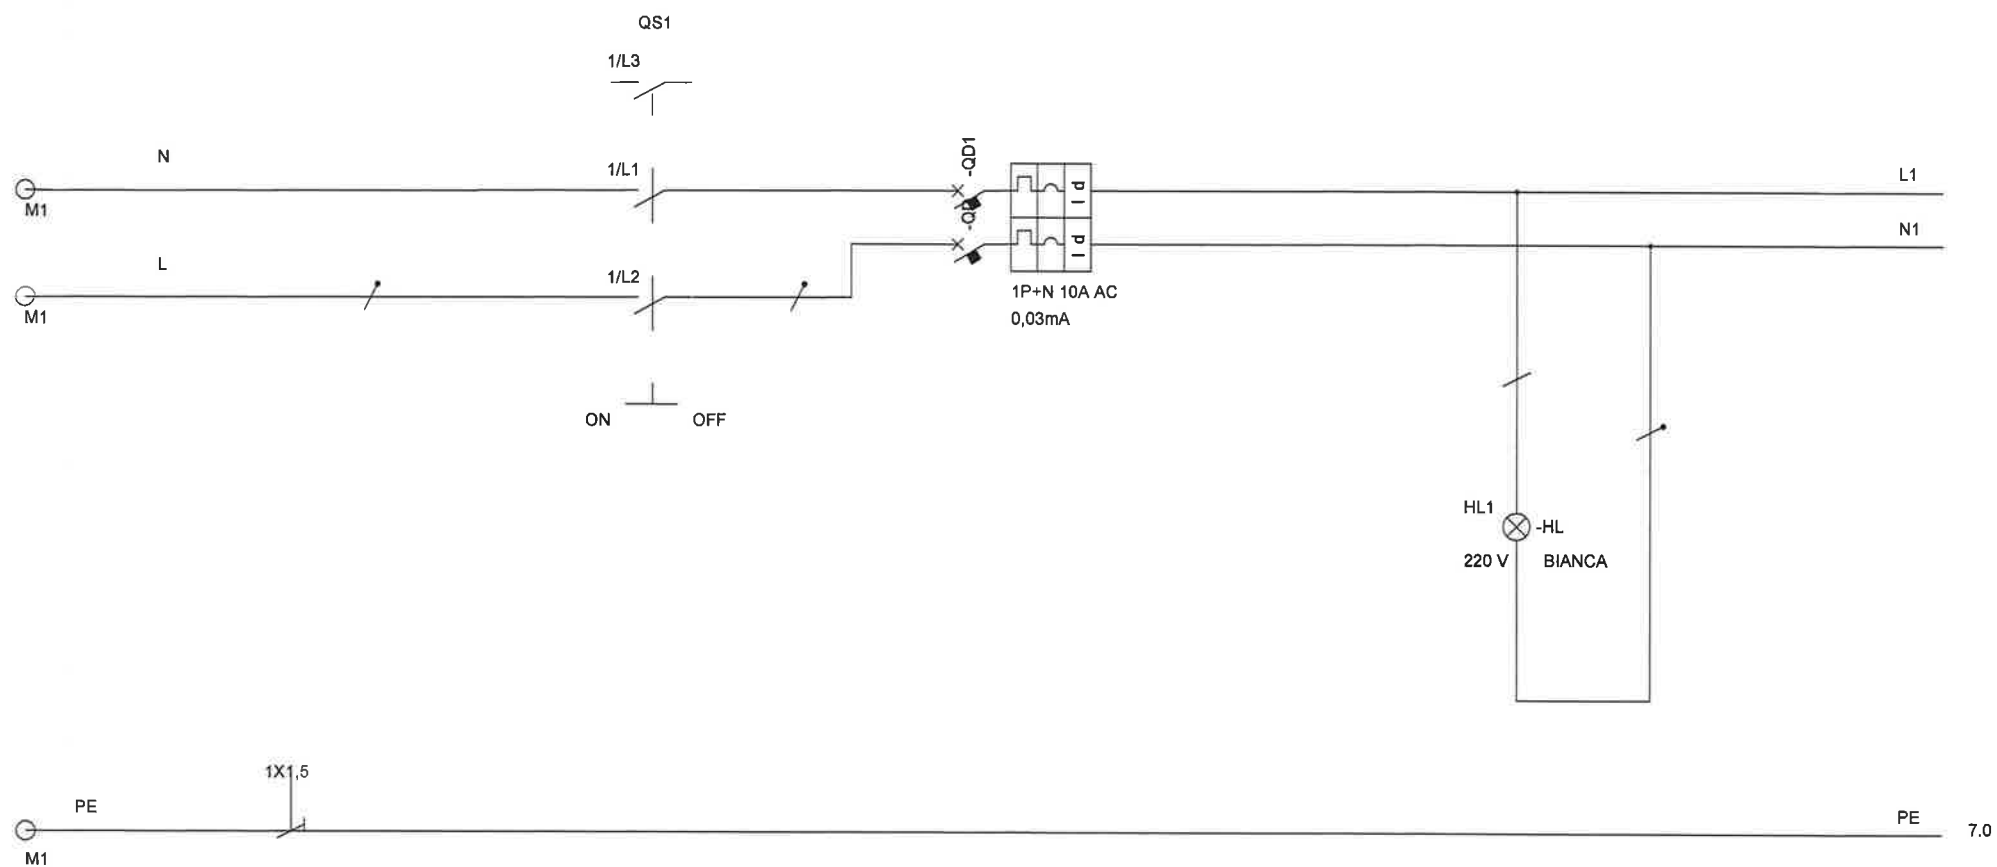 QS1
1/L3
N
1/L1
-QD1
I d
L1
M1
-QD
I d
N1
L
1/L2
M1
1P+N 10A AC
0,03mA
ON OFF
HL1
-HL
220 V BIANCA
1X1,5
PE
PE
7.0
M1